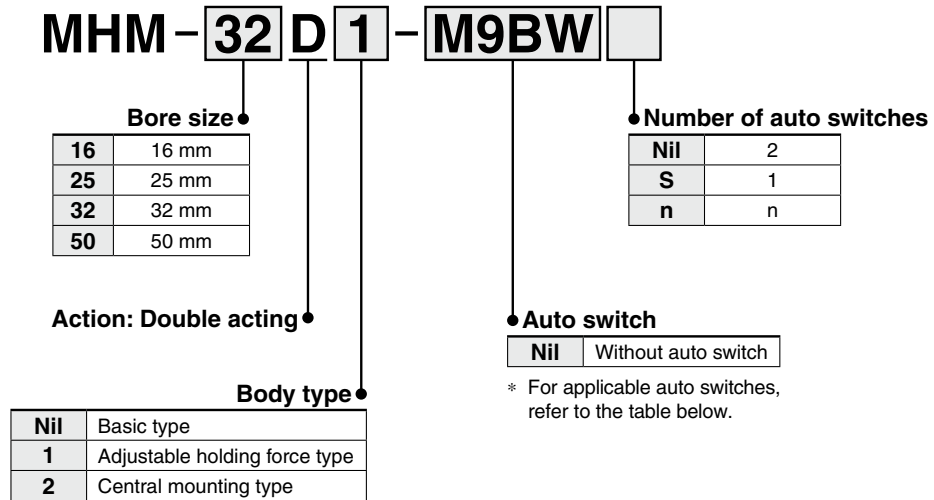 MHM-32D1-M9BW
Bore size
16 16 mm
25 25 mm
32 32 mm
50 50 mm
Number of auto switches
Nil 2
S 1
n n
Action: Double acting
Auto switch
Nil Without auto switch
* For applicable auto switches,
refer to the table below.
Body type
Nil Basic type
1 Adjustable holding force type
2 Central mounting type